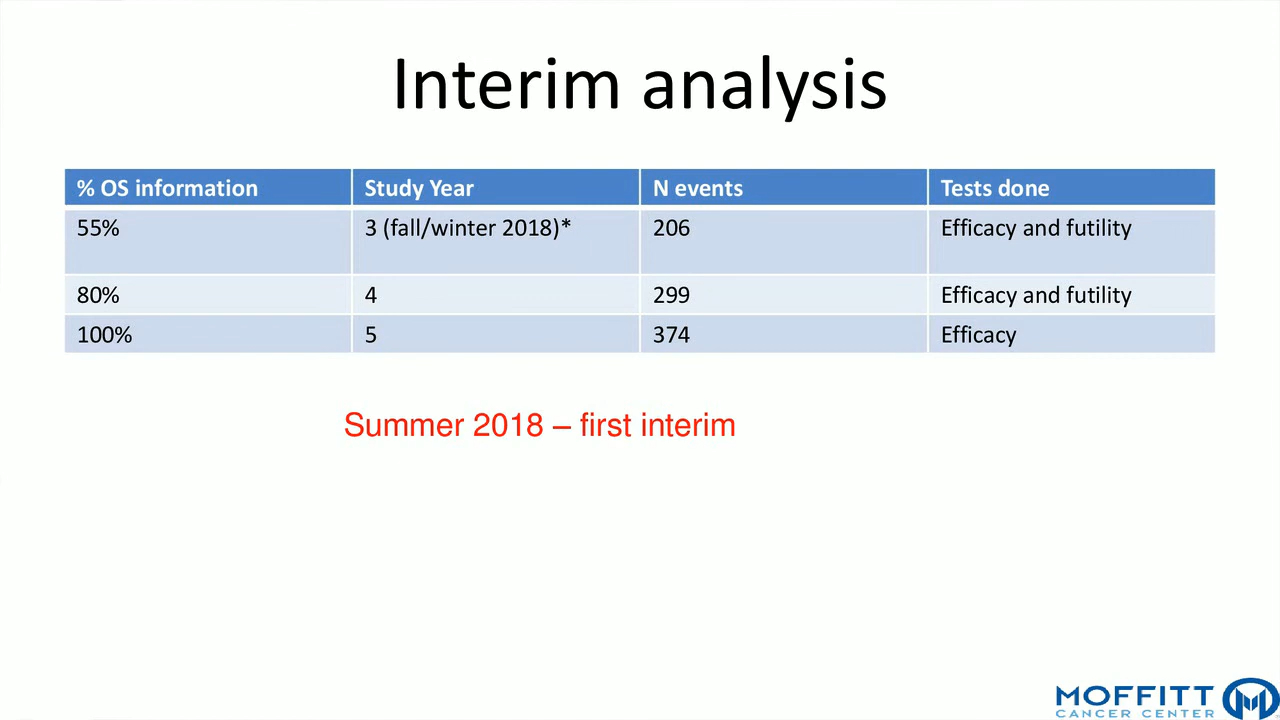 Interim analysis
% OS information Study Year N events Tests done
55% 3 (fall/winter 2018)* 206 Efficacy and futility
80% 4 299 Efficacy and futility
100% 5 374 Efficacy
Summer 2018 – first interim
MOFFITT
CANCER CENTER